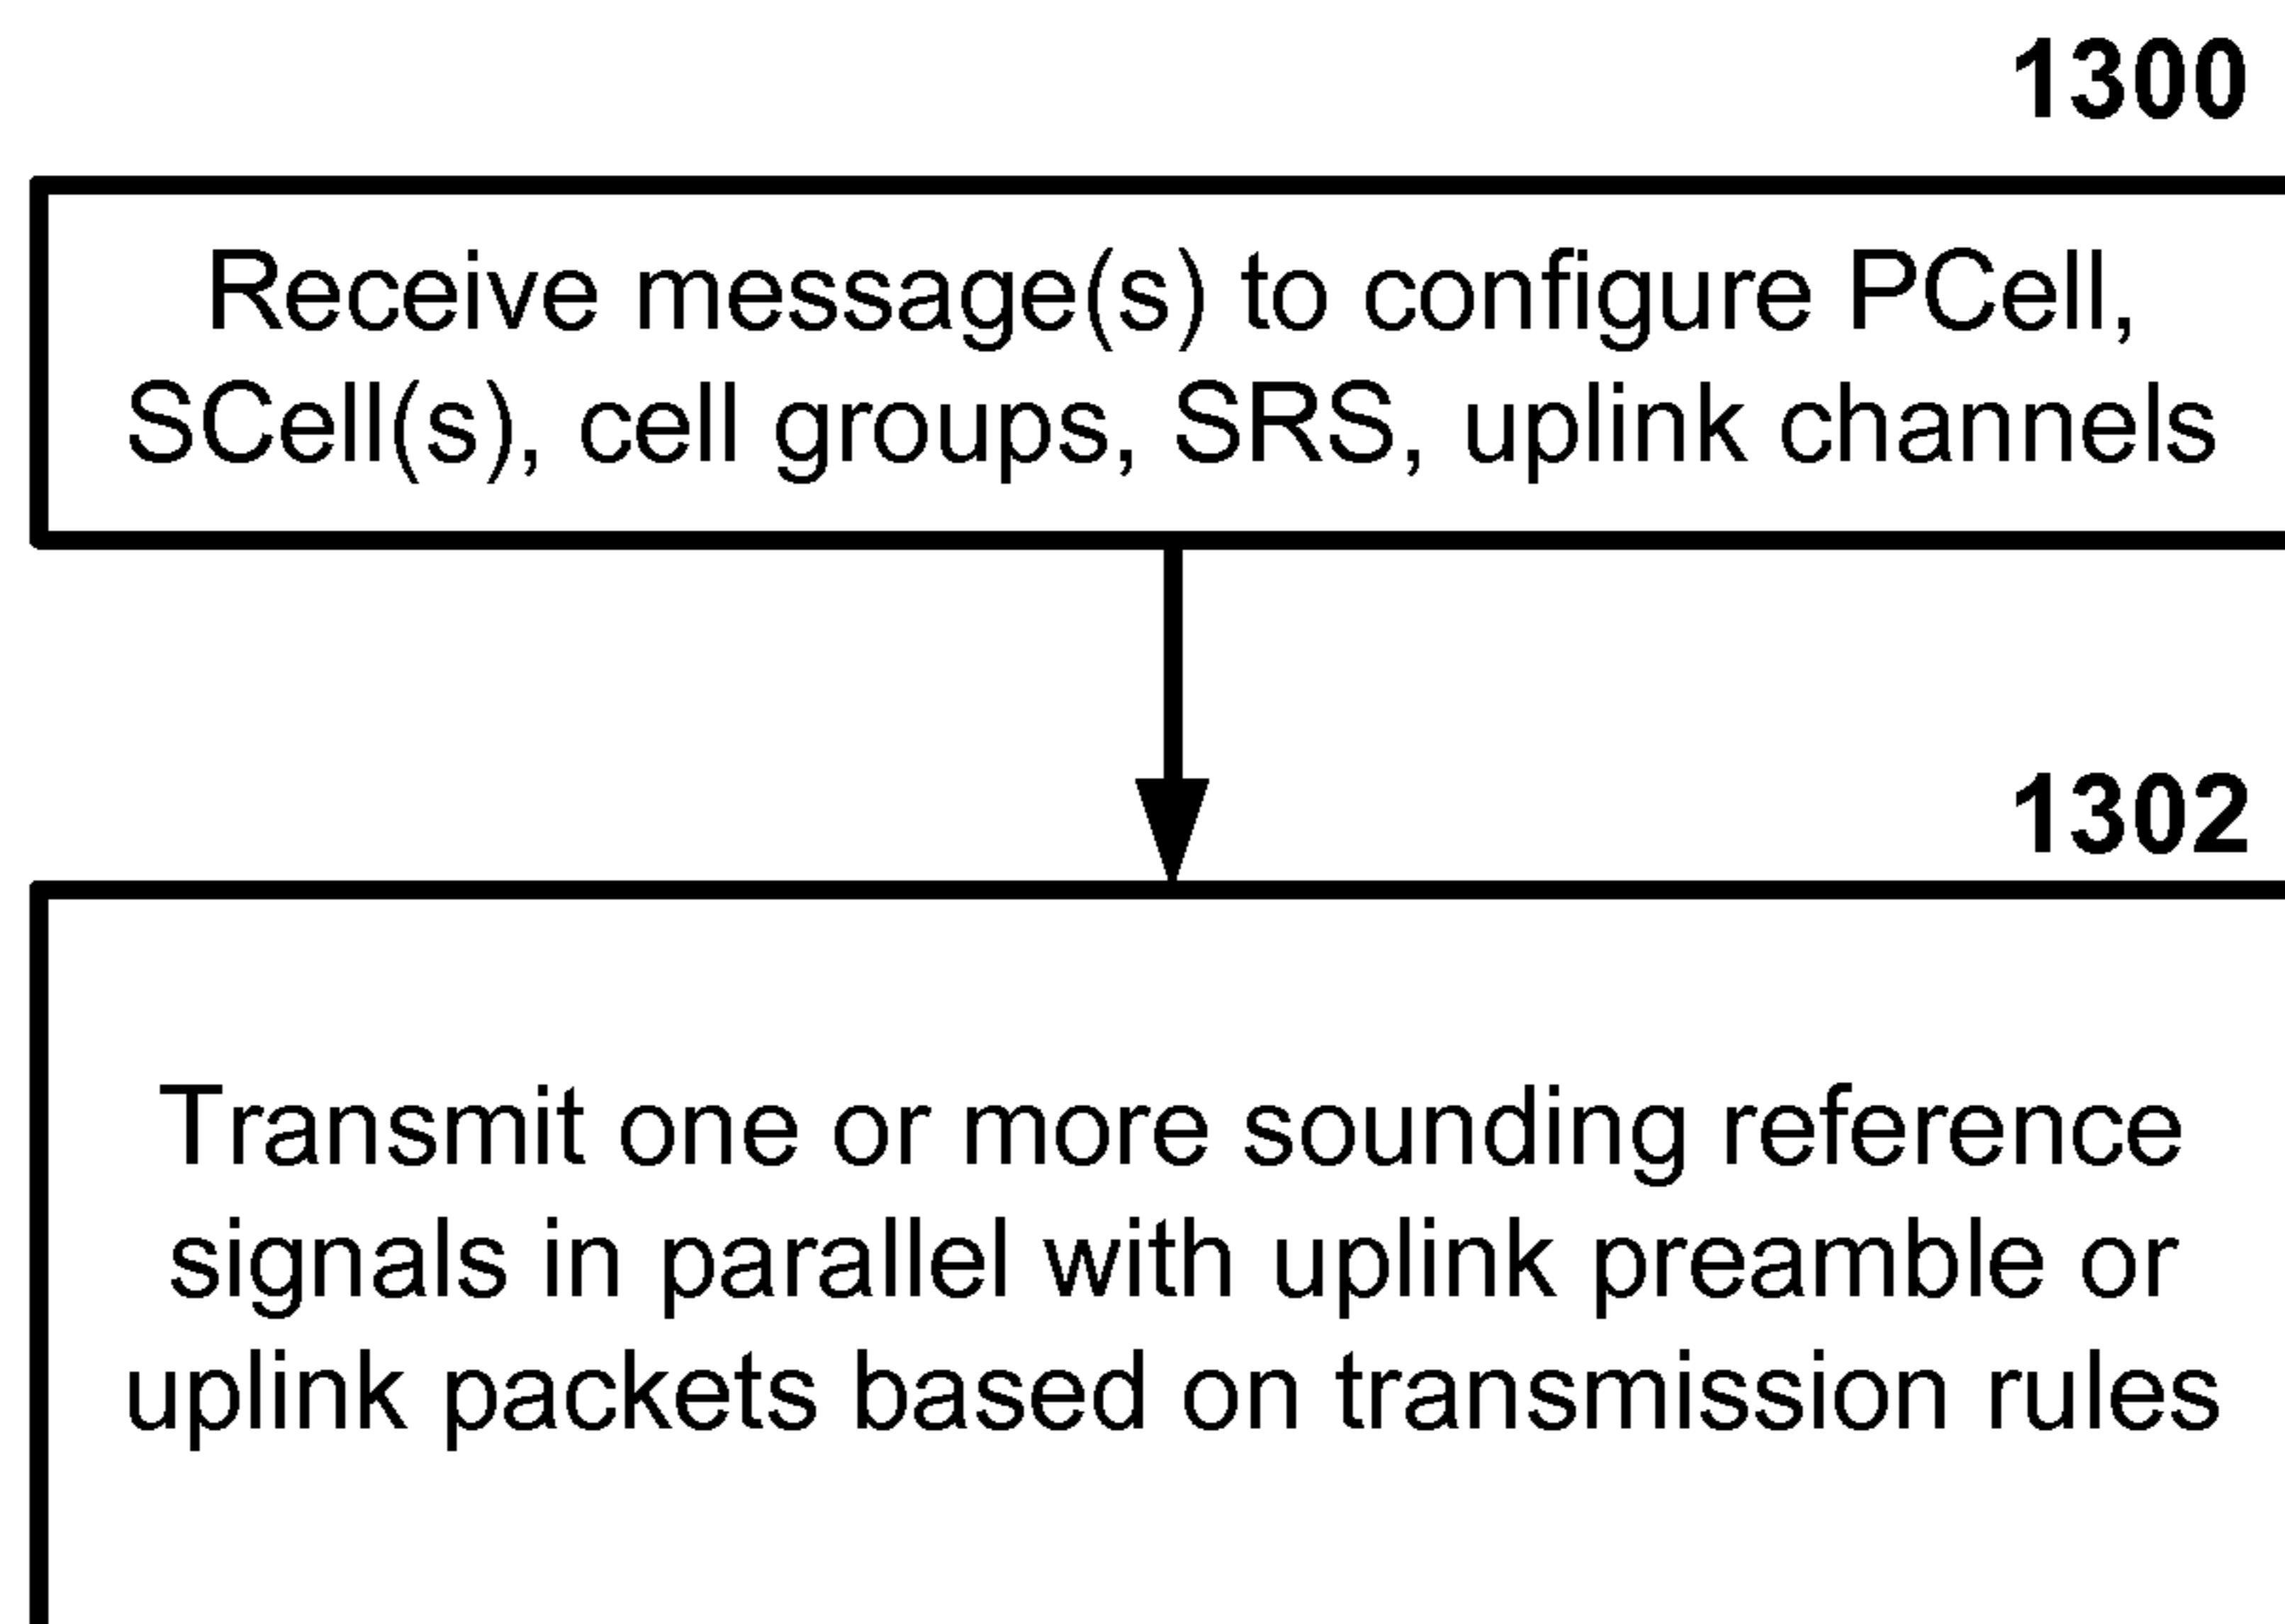 1300
Receive message(s) to configure PCell,
SCell(s), cell groups, SRS, uplink channels
1302
Transmit one or more sounding reference
signals in parallel with uplink preamble or
uplink packets based on transmission rules